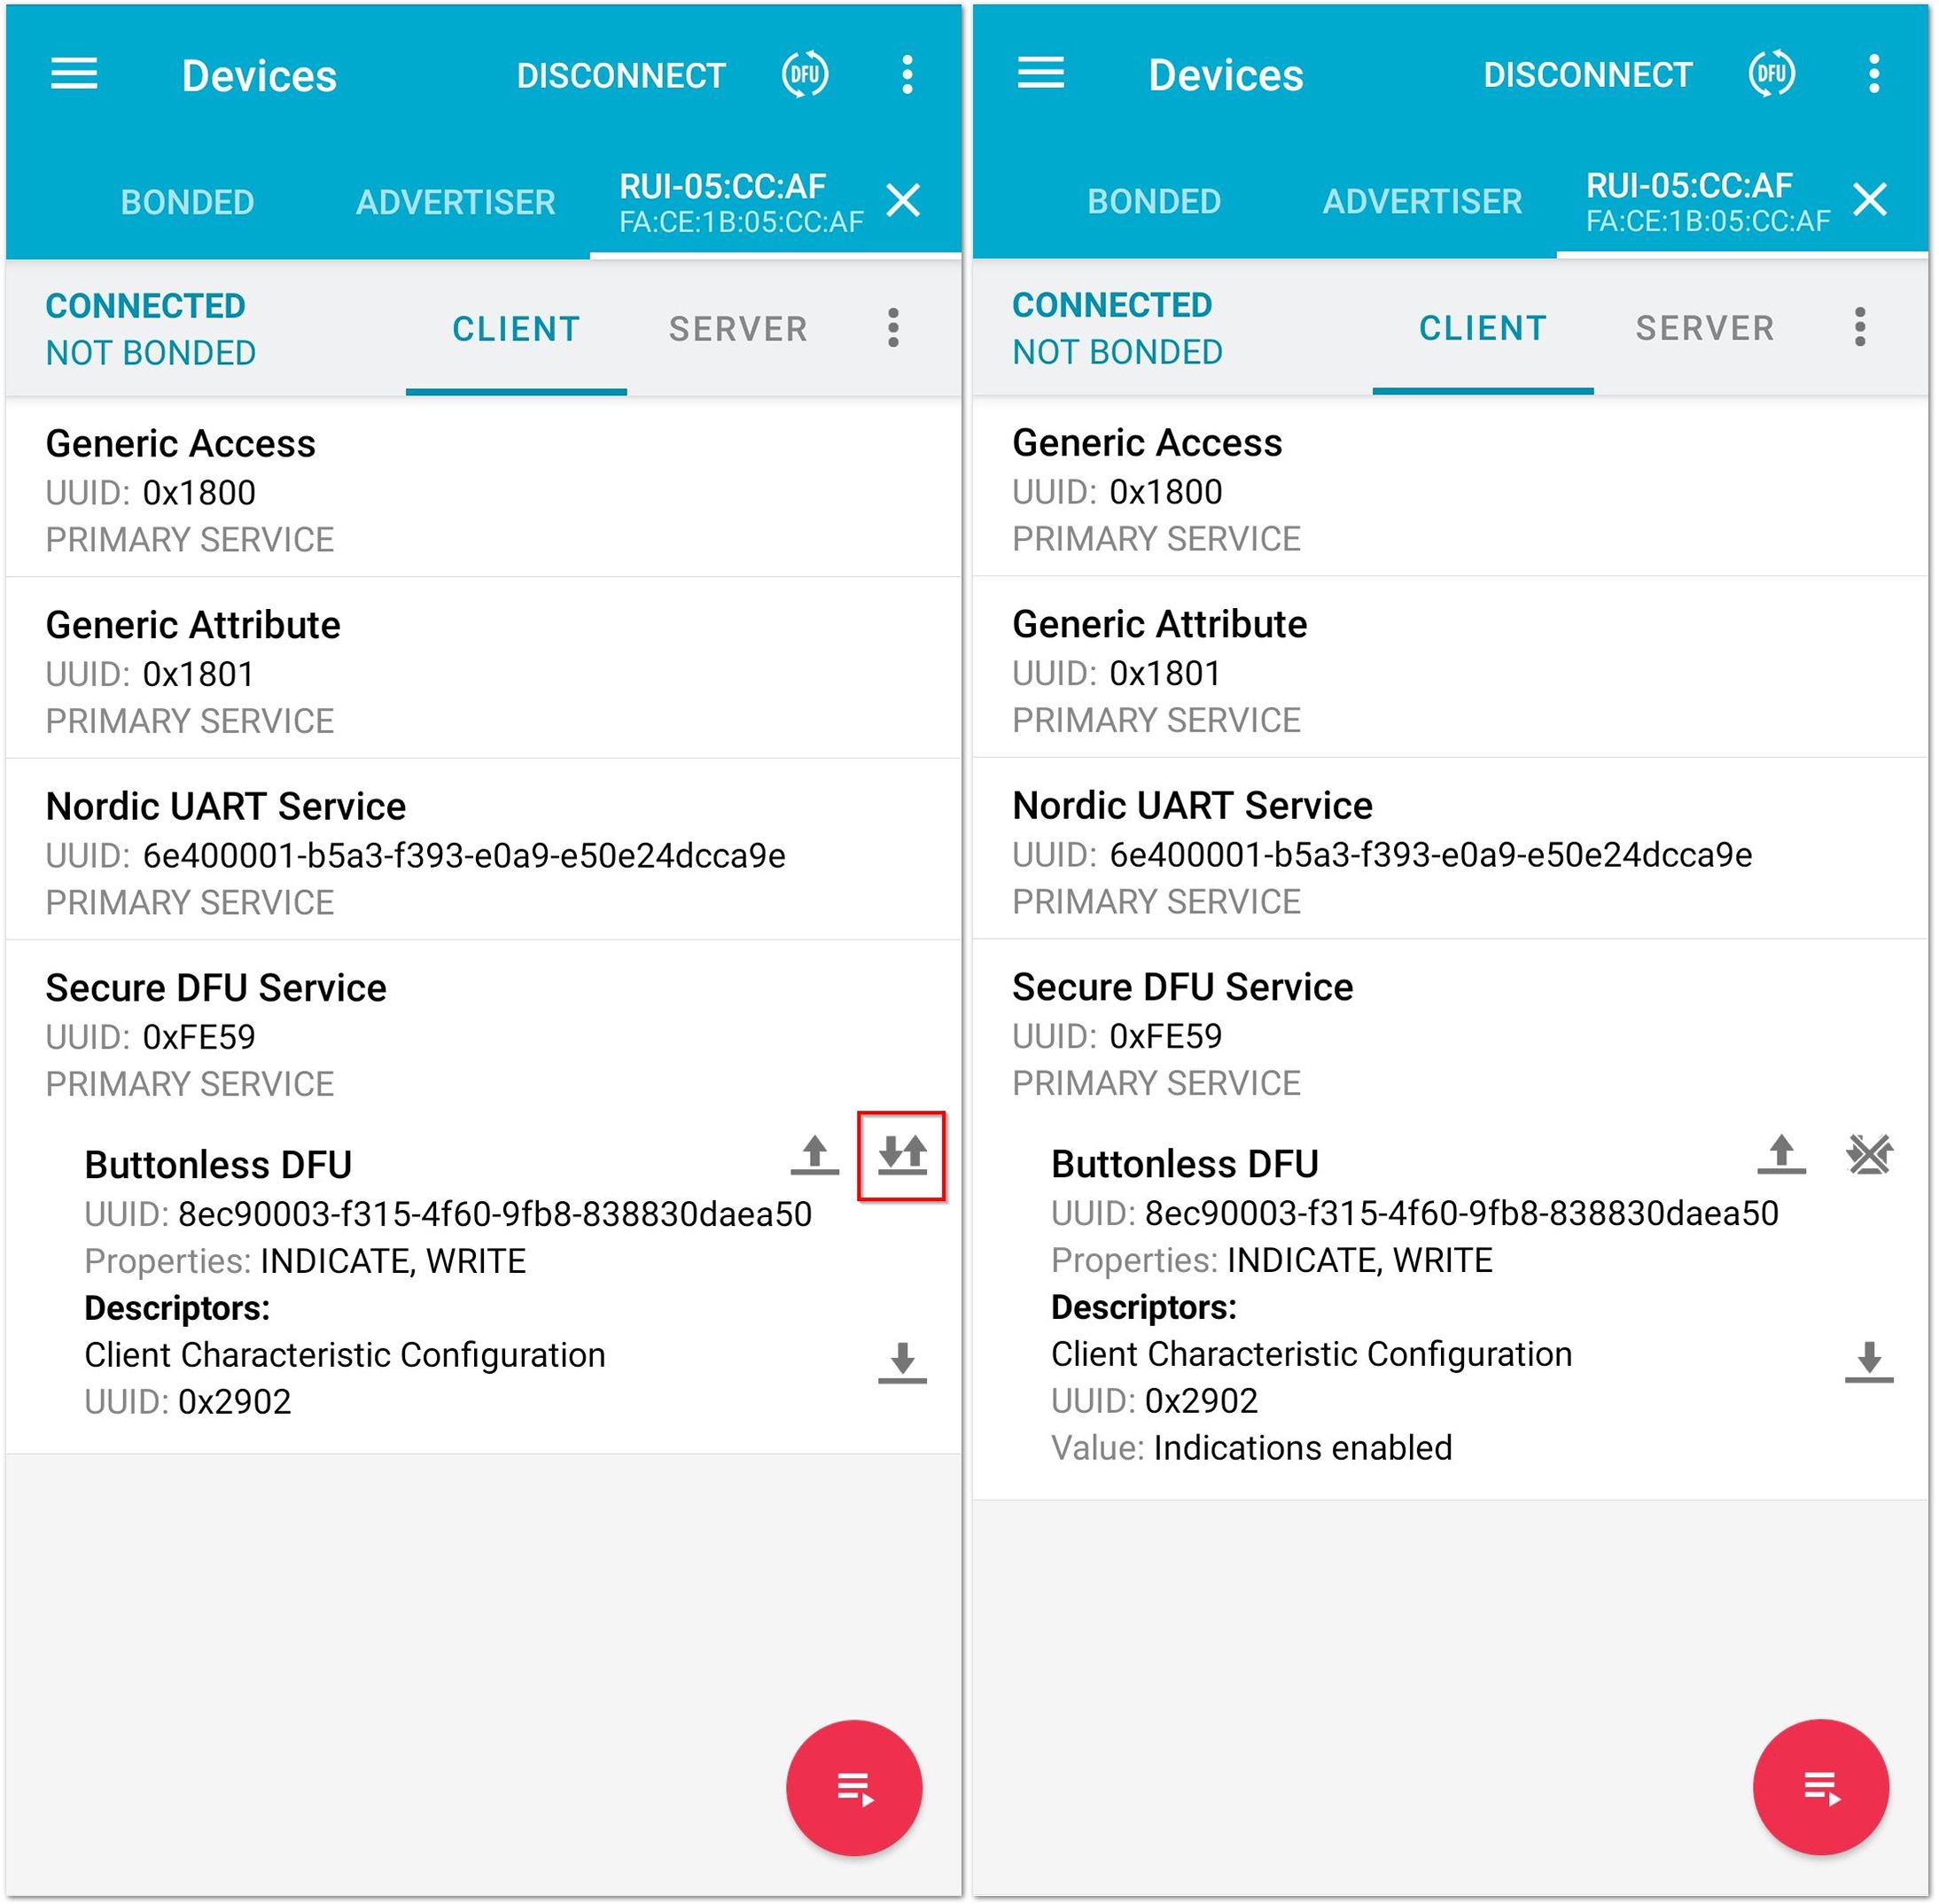 Devices DISCONNECT DFU
BONDED ADVERTISER RUI-05:CC:AF
FA:CE:1B:05:CC:AF
CONNECTED
NOT BONDED
CLIENT SERVER
Generic Access
UUID: 0x1800
PRIMARY SERVICE
Generic Attribute
UUID: 0x1801
PRIMARY SERVICE
Nordic UART Service
UUID: 6e400001-b5a3-f393-e0a9-e50e24dcca9e
PRIMARY SERVICE
Secure DFU Service
UUID: 0xFE59
PRIMARY SERVICE
Buttonless DFU
UUID: 8ec90003-f315-4f60-9fb8-838830daea50
Properties: INDICATE, WRITE
Descriptors:
Client Characteristic Configuration
UUID: 0x2902
Devices DISCONNECT DFU
BONDED ADVERTISER RUI-05:CC:AF
FA:CE:1B:05:CC:AF
CONNECTED
NOT BONDED
CLIENT SERVER
Generic Access
UUID: 0x1800
PRIMARY SERVICE
Generic Attribute
UUID: 0x1801
PRIMARY SERVICE
Nordic UART Service
UUID: 6e400001-b5a3-f393-e0a9-e50e24dcca9e
PRIMARY SERVICE
Secure DFU Service
UUID: 0xFE59
PRIMARY SERVICE
Buttonless DFU
UUID: 8ec90003-f315-4f60-9fb8-838830daea50
Properties: INDICATE, WRITE
Descriptors:
Client Characteristic Configuration
UUID: 0x2902
Value: Indications enabled